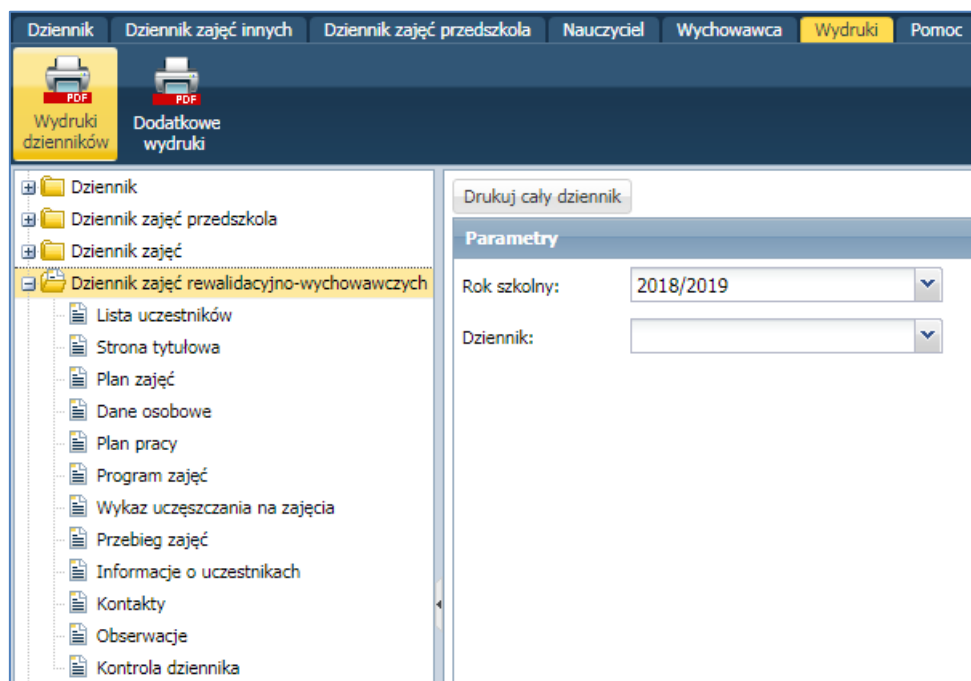 Dziennik Dziennik zajęć innych Dziennik zajęć przedszkola Nauczyciel Wychowawca Wydruki Pomoc
PDF PDF
Wydruki dzienników
Dodatkowe wydruki
Dziennik
Dziennik zajęć przedszkola
Dziennik zajęć
Dziennik zajęć rewalidacyjno-wychowawczych
Lista uczestników
Strona tytułowa
Plan zajęć
Dane osobowe
Plan pracy
Program zajęć
Wykaz uczęszczania na zajęcia
Przebieg zajęć
Informacje o uczestnikach
Kontakty
Obserwacje
Kontrola dziennika
Drukuj cały dziennik
Parametry
Rok szkolny: 2018/2019
Dziennik: